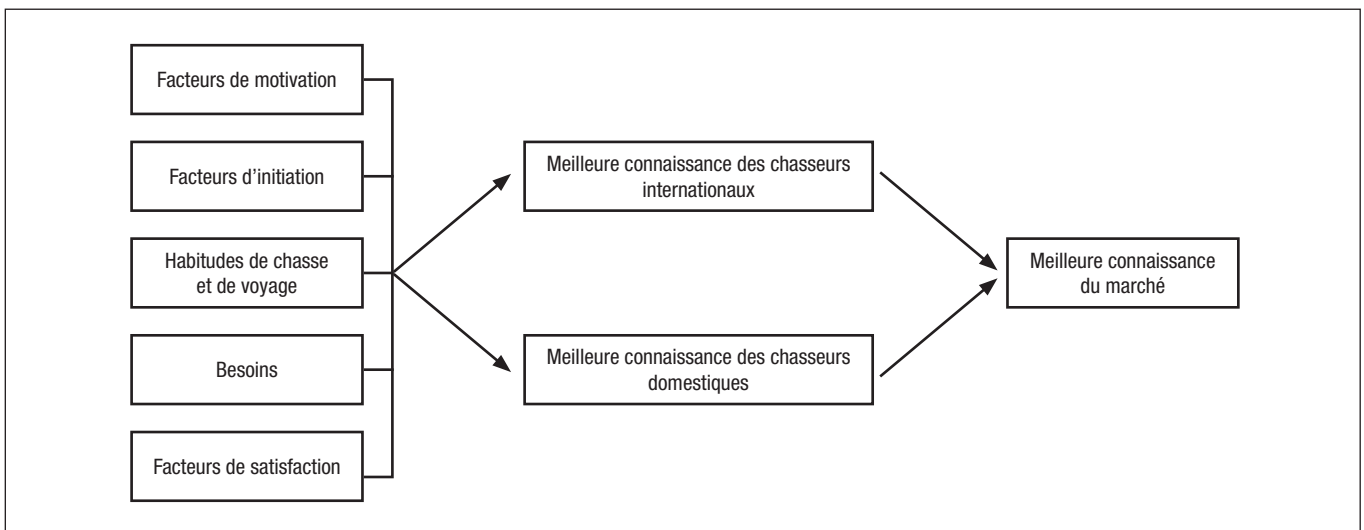 Facteurs de motivation
Facteurs d’initiation
Habitudes de chasse
et de voyage
Besoins
Facteurs de satisfaction
Meilleure connaissance des chasseurs
internationaux
Meilleure connaissance des chasseurs
domestiques
Meilleure connaissance
du marché